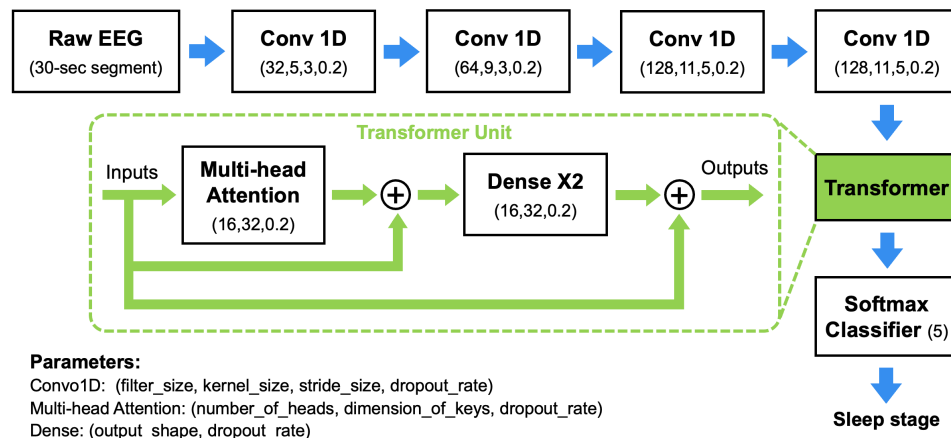 Raw EEG
(30-sec segment)
Conv 1D
(32,5,3,0.2)
Conv 1D
(64,9,3,0.2)
Conv 1D
(128,11,5,0.2)
Conv 1D
(128,11,5,0.2)
Transformer Unit
Inputs
Multi-head
Attention
(16,32,0.2)
+
Dense X2
(16,32,0.2)
+
Outputs
Transformer
Softmax
Classifier (5)
Sleep stage
Parameters:
Convo1D: (filter_size, kernel_size, stride_size, dropout_rate)
Multi-head Attention: (number_of_heads, dimension_of_keys, dropout_rate)
Dense: (output_shape, dropout_rate)